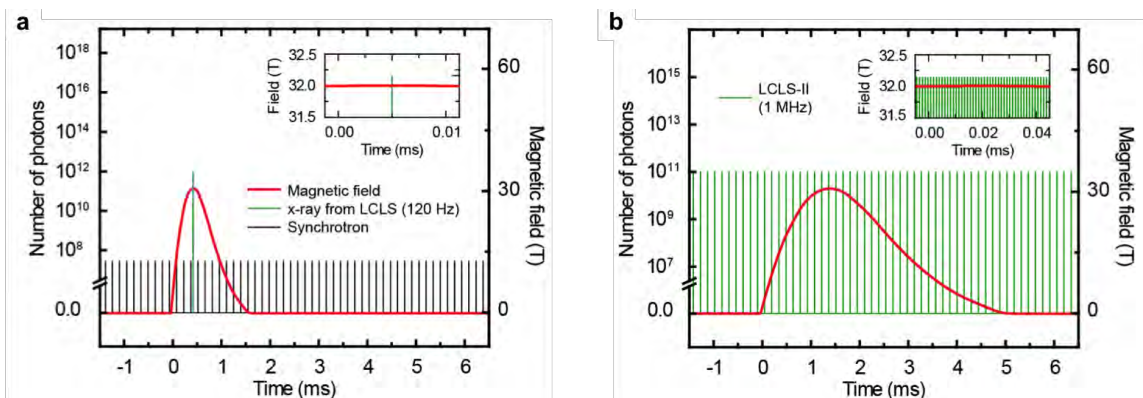 a
Number of photons
10^18
10^16
10^14
10^12
10^10
10^8
0.0
-1 0 1 2 3 4 5 6
Time (ms)
60
30
0
Magnetic field (T)
Magnetic field
x-ray from LCLS (120 Hz)
Synchrotron
Field (T)
32.5
32.0
31.5
0.00 0.01
Time (ms)
b
Number of photons
10^15
10^13
10^11
10^9
10^7
0.0
-1 0 1 2 3 4 5 6
Time (ms)
60
30
0
Magnetic field (T)
LCLS-II
(1 MHz)
Field (T)
32.5
32.0
31.5
0.00 0.02 0.04
Time (ms)